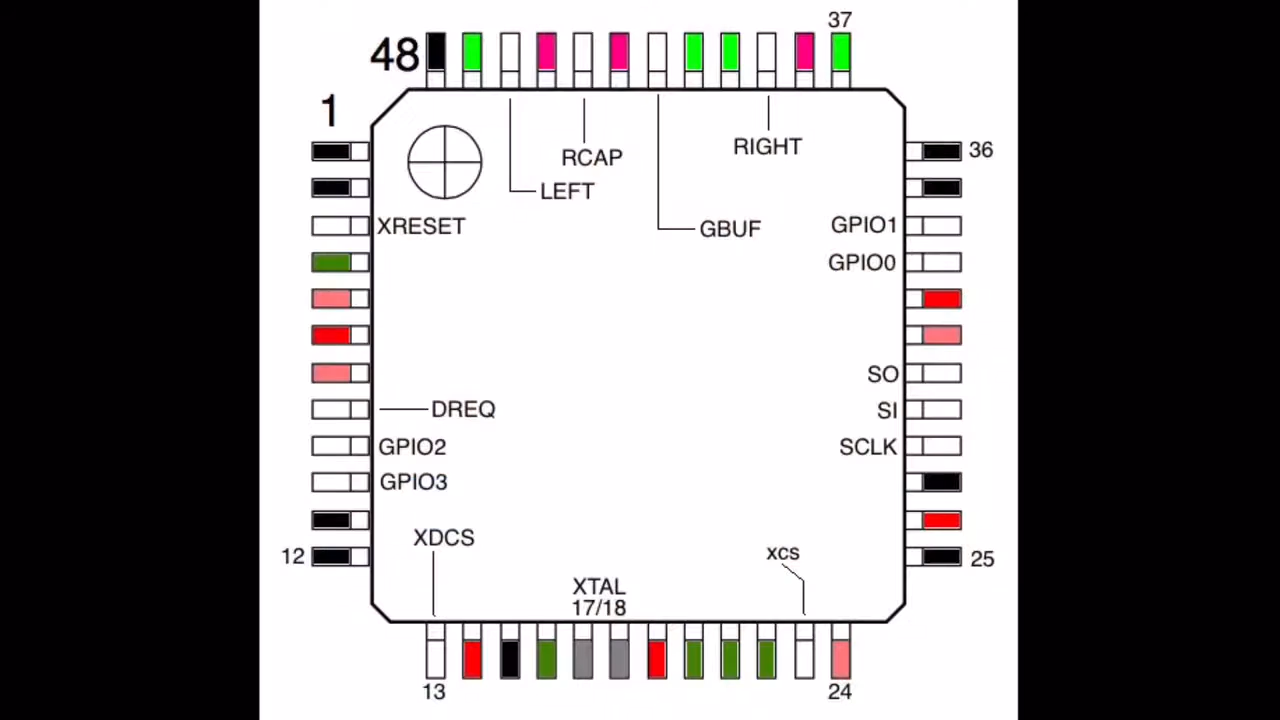 37
48
1
RCAP
RIGHT
36
LEFT
XRESET
GBUF
GPIO1
GPIO0
SO
DREQ
SI
GPIO2
SCLK
GPIO3
XDCS
12
xcs
25
XTAL
17/18
13
24